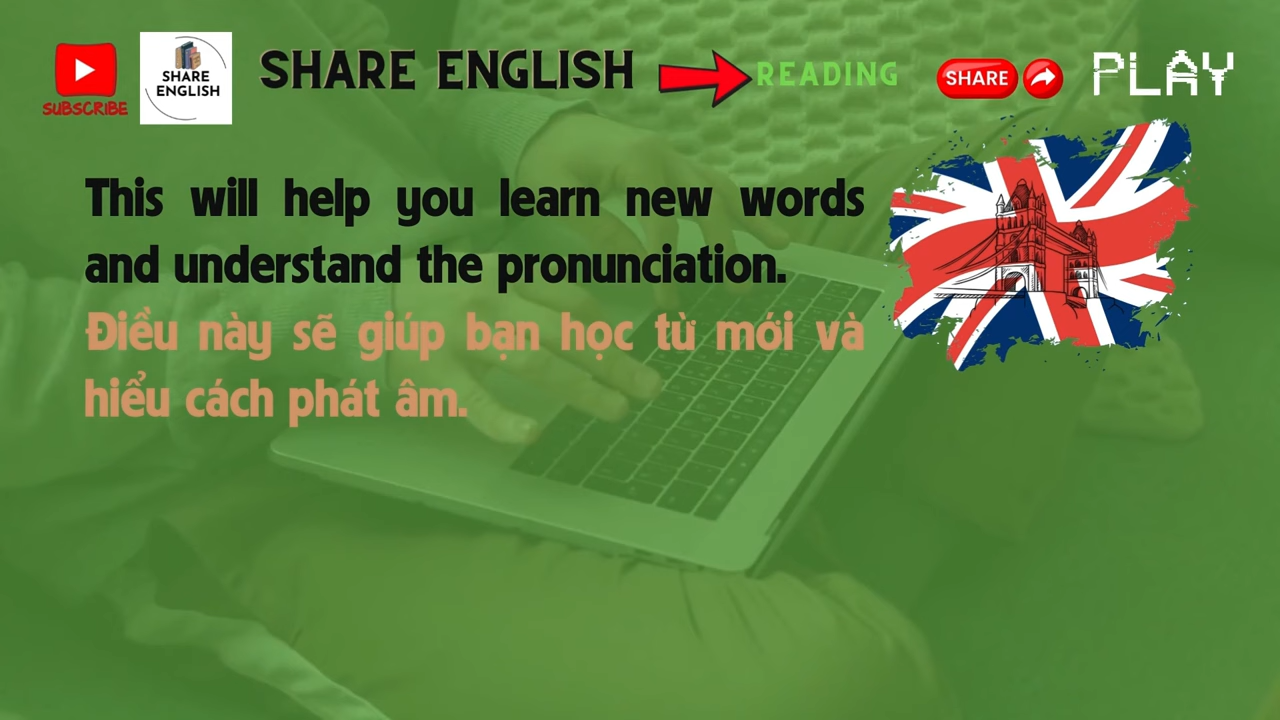 SUBSCRIBE
SHARE
ENGLISH
SHARE ENGLISH
READING
SHARE
PLAY
This will help you learn new words
and understand the pronunciation.
Điều này sẽ giúp bạn học từ mới và
hiểu cách phát âm.